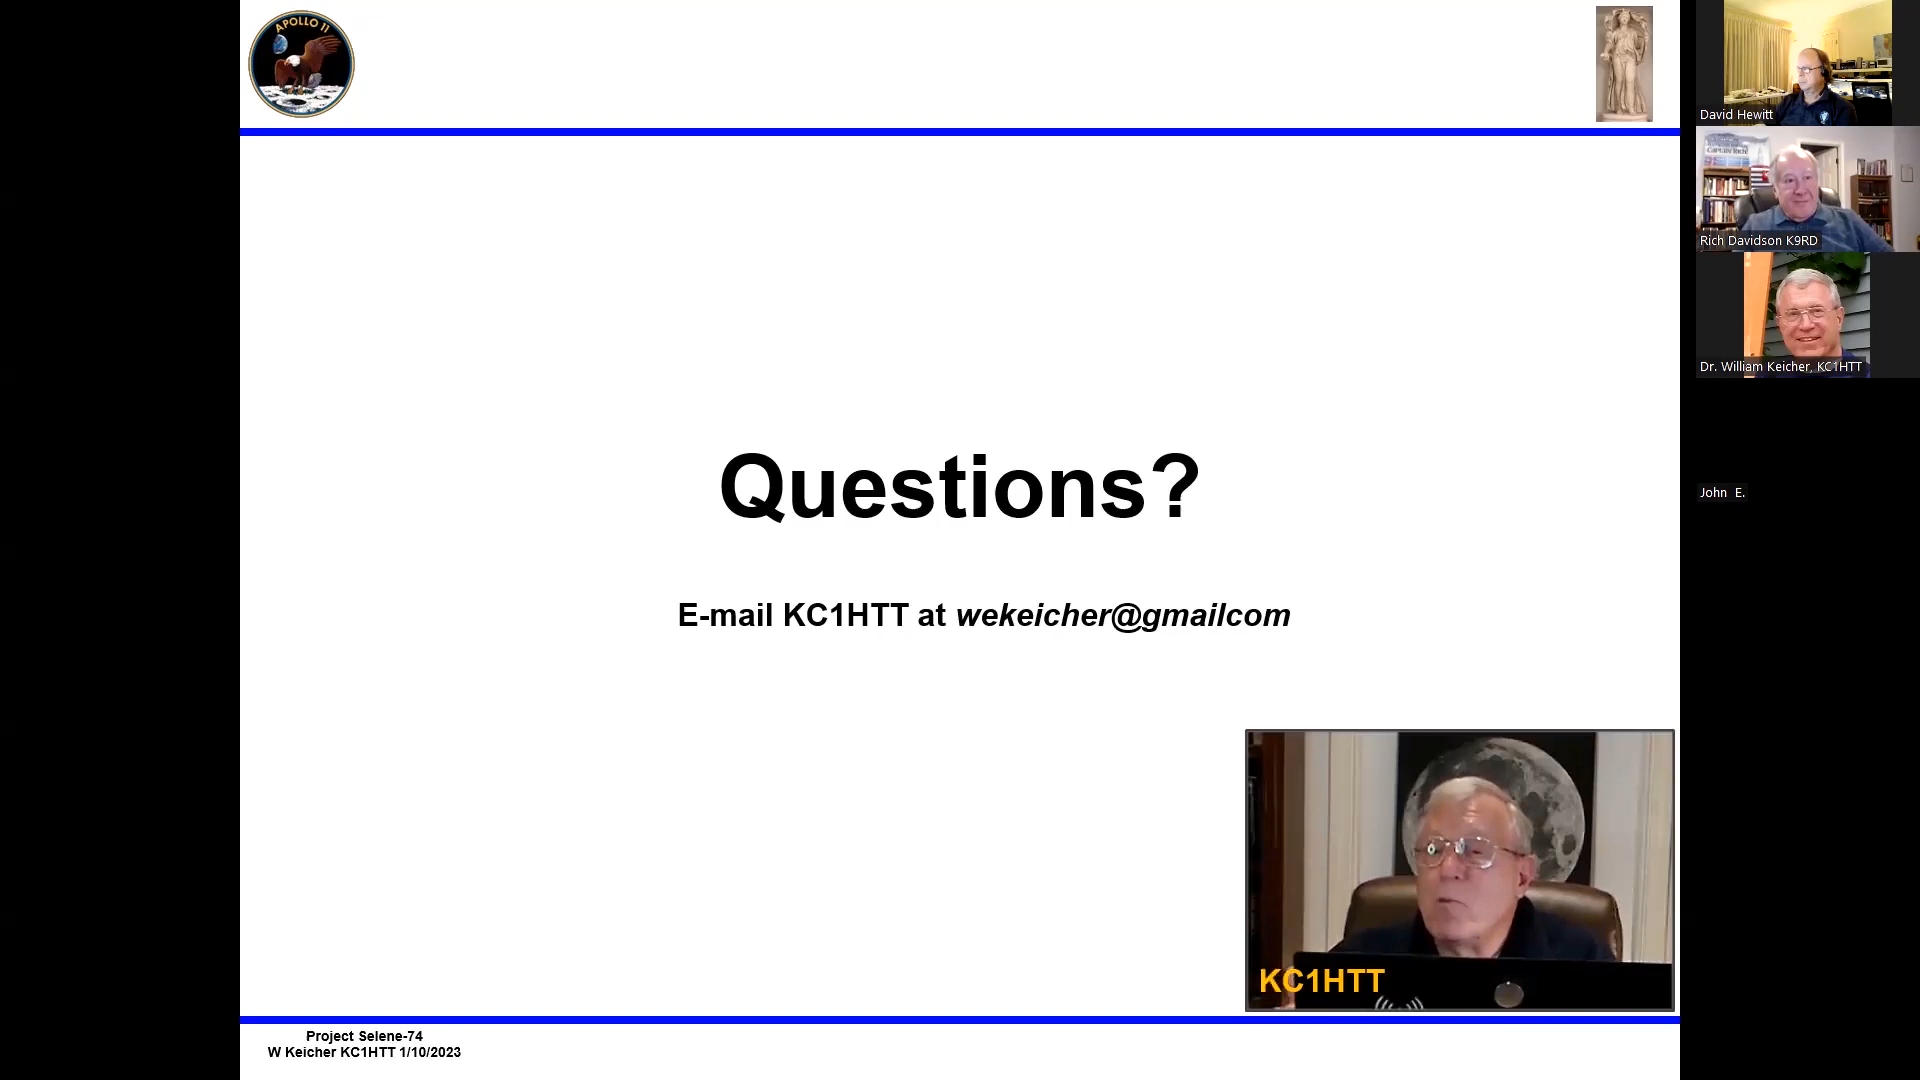 APOLLO 11
Questions?
E-mail KC1HTT at wekeicher@gmailcom
KC1HTT
Project Selene-74
W Keicher KC1HTT 1/10/2023
David Hewitt
Rich Davidson K9RD
Dr. William Keicher, KC1HTT
John E.